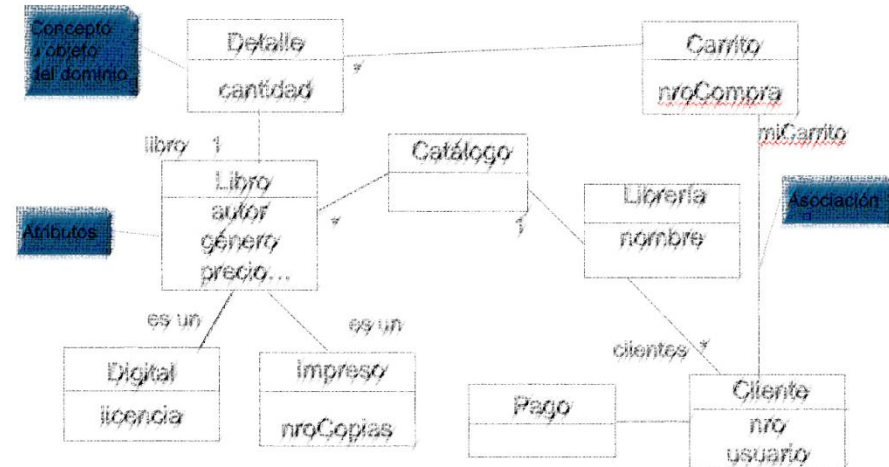 Concepto
u objeto
del dominio
Detalle
cantidad
*
Carrito
nroCompra
miCarrito
libro 1
Libro
autor
género
precio...
Atributos
Catálogo
*
1
Librería
nombre
Asociación
es un
es un
clientes *
Digital
licencia
Impreso
nroCopias
Pago
Cliente
nro
usuario